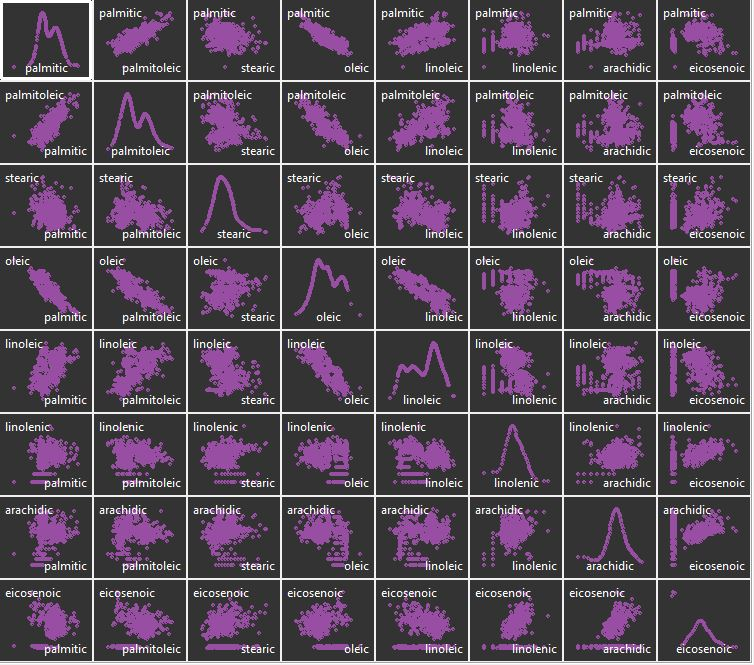 palmitic palmitic palmitic palmitic palmitic palmitic palmitic
palmitic palmitoleic stearic oleic linoleic linolenic arachidic eicosenoic
palmitoleic palmitoleic palmitoleic palmitoleic palmitoleic palmitoleic palmitoleic
palmitic palmitoleic stearic oleic linoleic linolenic arachidic eicosenoic
stearic stearic stearic stearic stearic stearic stearic
palmitic palmitoleic stearic oleic linoleic linolenic arachidic eicosenoic
oleic oleic oleic oleic oleic oleic oleic
palmitic palmitoleic stearic oleic linoleic linolenic arachidic eicosenoic
linoleic linoleic linoleic linoleic linoleic linoleic linoleic
palmitic palmitoleic stearic oleic linoleic linolenic arachidic eicosenoic
linolenic linolenic linolenic linolenic linolenic linolenic linolenic
palmitic palmitoleic stearic oleic linoleic linolenic arachidic eicosenoic
arachidic arachidic arachidic arachidic arachidic arachidic arachidic
palmitic palmitoleic stearic oleic linoleic linolenic arachidic eicosenoic
eicosenoic eicosenoic eicosenoic eicosenoic eicosenoic eicosenoic eicosenoic
palmitic palmitoleic stearic oleic linoleic linolenic arachidic eicosenoic